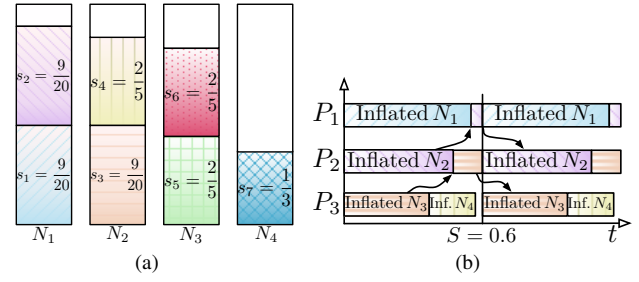 s₂ = 9/20
s₁ = 9/20
N₁
s₄ = 2/5
s₃ = 9/20
N₂
s₆ = 2/5
s₅ = 2/5
N₃
s₇ = 1/3
N₄
(a)
P₁ Inflated N₁ Inflated N₁
P₂ Inflated N₂ Inflated N₂
P₃ Inflated N₃ Inf. N₄ Inflated N₃ Inf. N₄
S = 0.6 t
(b)